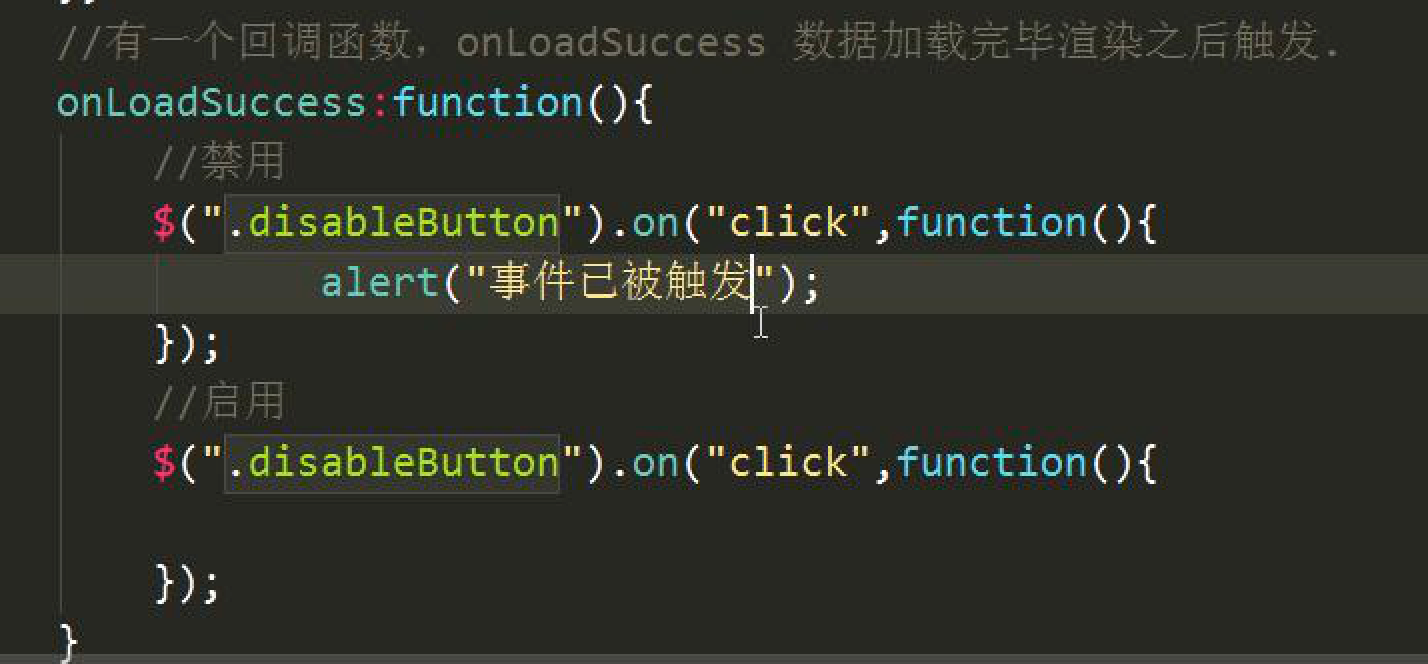 //有一个回调函数，onLoadSuccess 数据加载完毕渲染之后触发.
onLoadSuccess:function(){
//禁用
$(".disableButton").on("click",function(){
alert("事件已被触发");
});
//启用
$(".disableButton").on("click",function(){
});
}